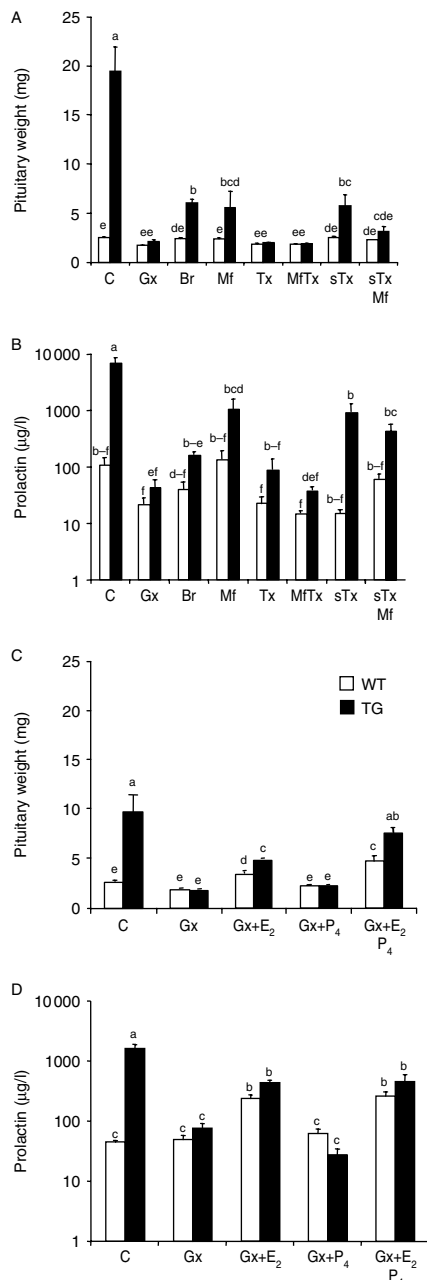 A
Pituitary weight (mg)
25
20
15
10
5
0
a
e
ee
de
b
e
bcd
ee
ee
de
bc
de
cde
C Gx Br Mf Tx MfTx sTx sTx
Mf
B
Prolactin (µg/l)
10 000
1000
100
10
1
b–f
a
f
ef
d–f
b–e
b–f
bcd
f
b–f
f
def
b–f
b
b–f
bc
C Gx Br Mf Tx MfTx sTx sTx
Mf
C
Pituitary weight (mg)
25
20
15
10
5
0
WT
TG
e
a
e
e
d
c
e
e
c
ab
C Gx Gx+E₂ Gx+P₄ Gx+E₂
P₄
D
Prolactin (µg/l)
10 000
1000
100
10
1
c
a
c
c
b
b
c
c
b
b
C Gx Gx+E₂ Gx+P₄ Gx+E₂
P₄